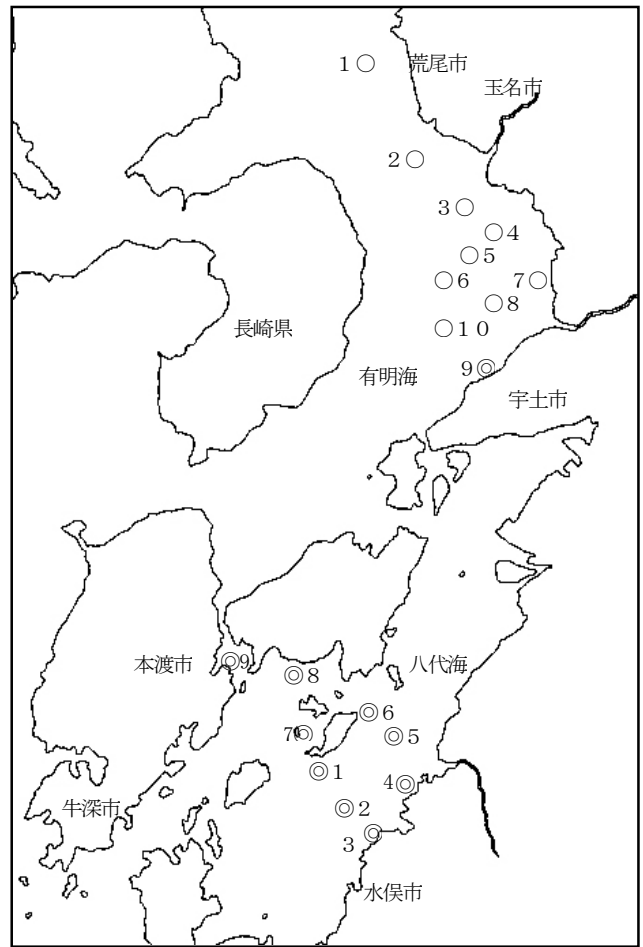 1 ○ 荒尾市
玉名市
2 ○
3 ○
○ 4
○ 5
○ 6
7 ○
○ 8
長崎県
○ 10
有明海
9 ◎
宇土市
本渡市
◎ 9
◎ 8
八代海
◎ 6
7 ◎
◎ 5
◎ 1
4 ◎
牛深市
◎ 2
3 ◎
水俣市